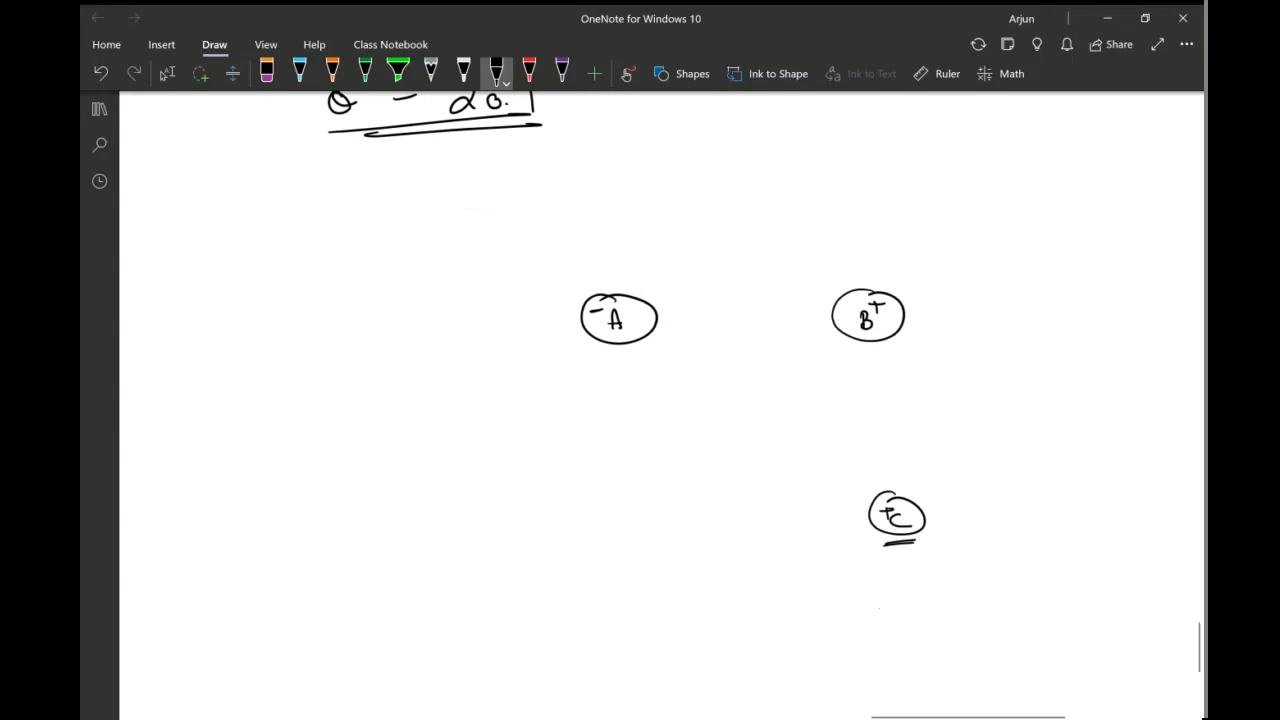 OneNote for Windows 10
Arjun
Home Insert Draw View Help Class Notebook
Share
Shapes Ink to Shape Ink to Text Ruler Math
-A
B+
+C